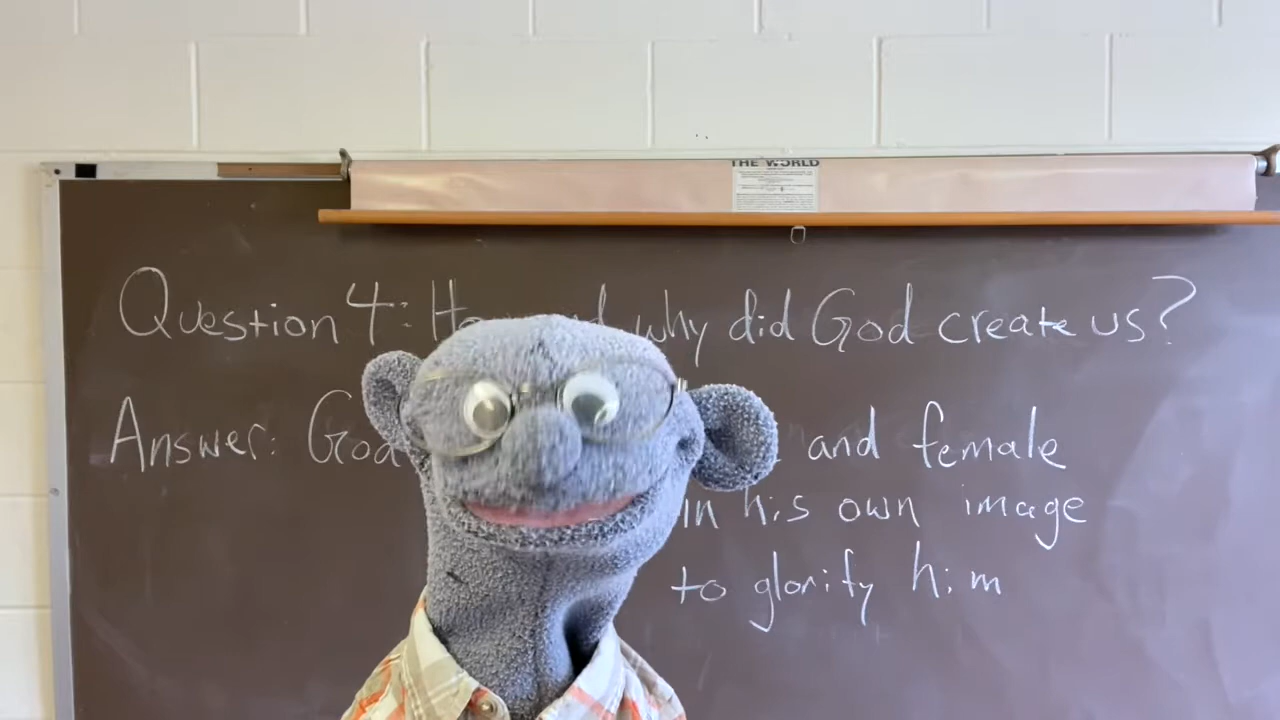 THE WORLD
Question 4: why did God create us?
Answer: God and female
in his own image
to glorify him